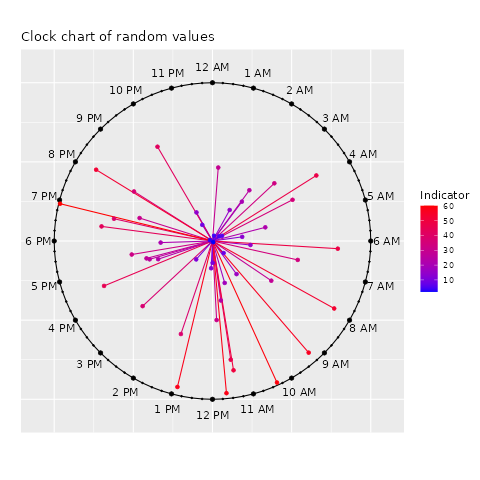 Clock chart of random values
12 AM
1 AM
2 AM
3 AM
4 AM
5 AM
6 AM
7 AM
8 AM
9 AM
10 AM
11 AM
12 PM
1 PM
2 PM
3 PM
4 PM
5 PM
6 PM
7 PM
8 PM
9 PM
10 PM
11 PM
Indicator
60
50
40
30
20
10